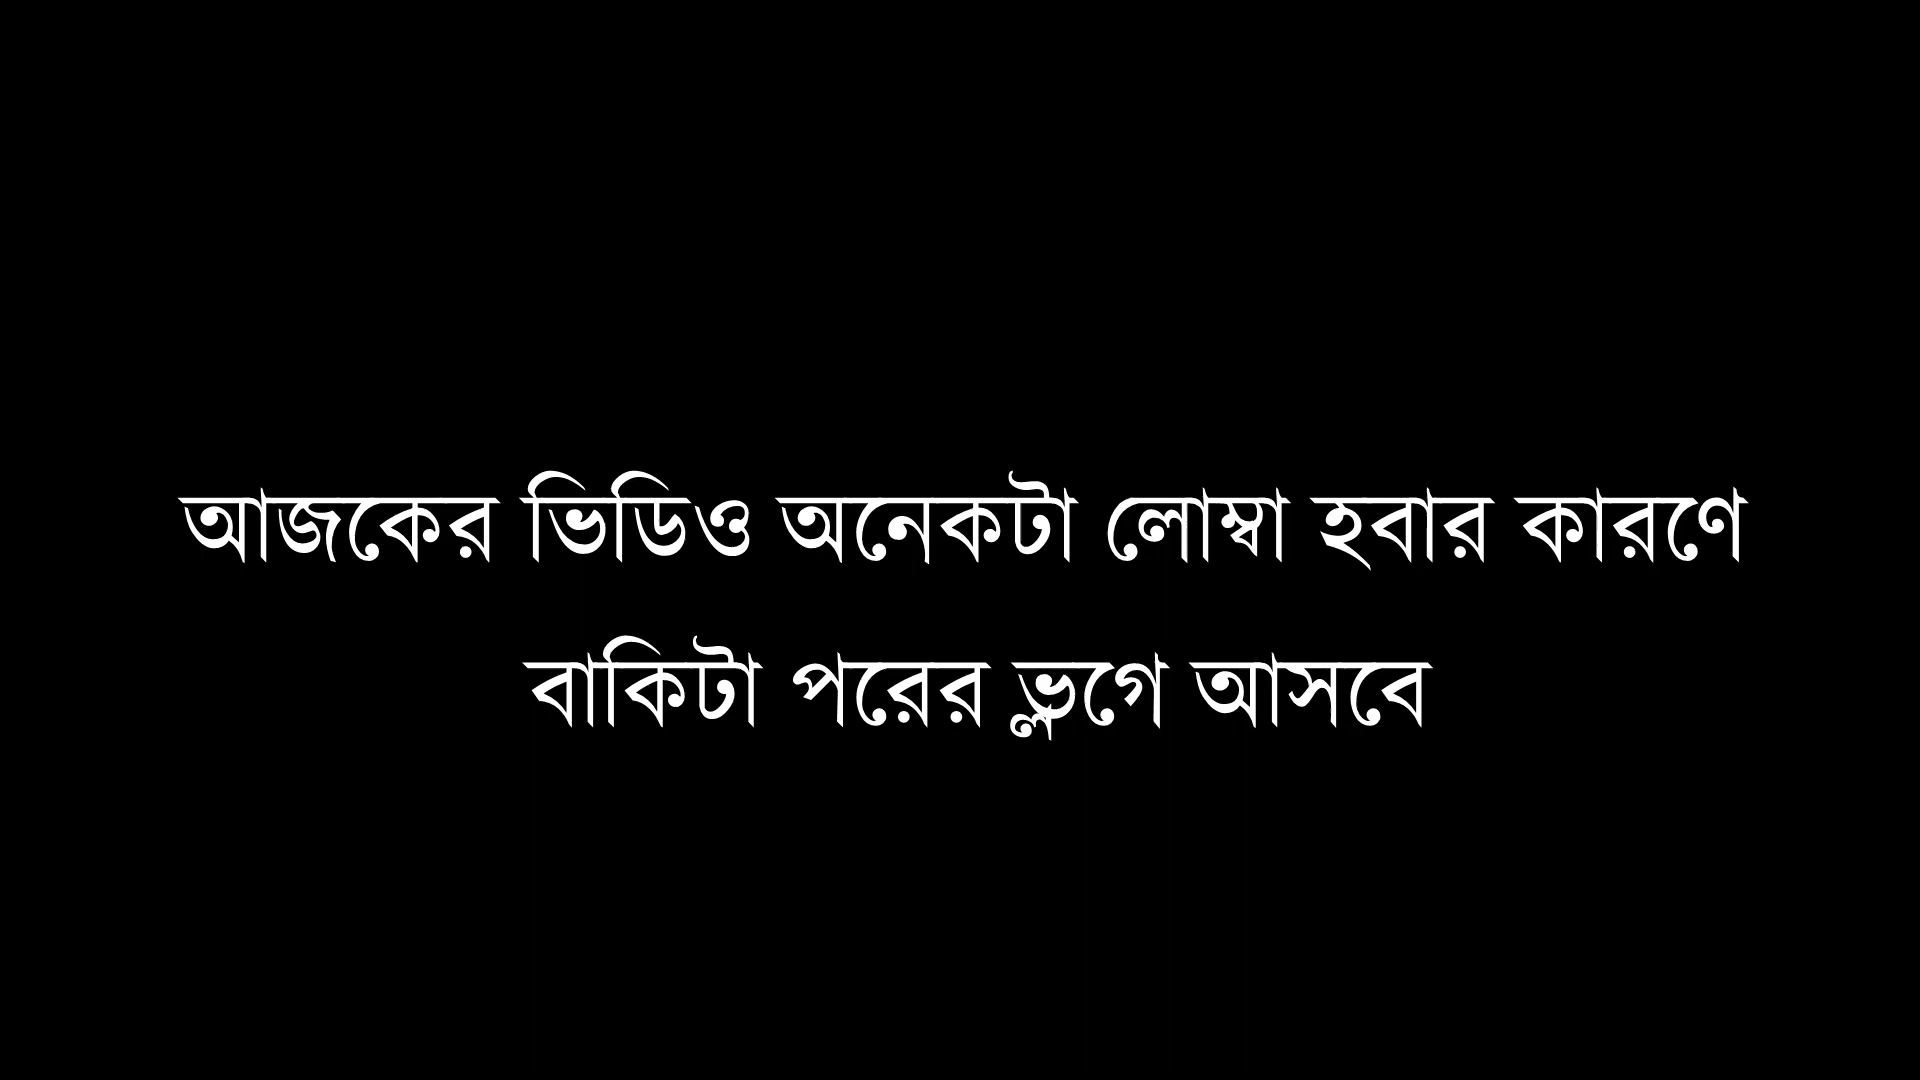 আজকের ভিডিও অনেকটা লোম্বা হবার কারণে
বাকিটা পরের ভ্লগে আসবে